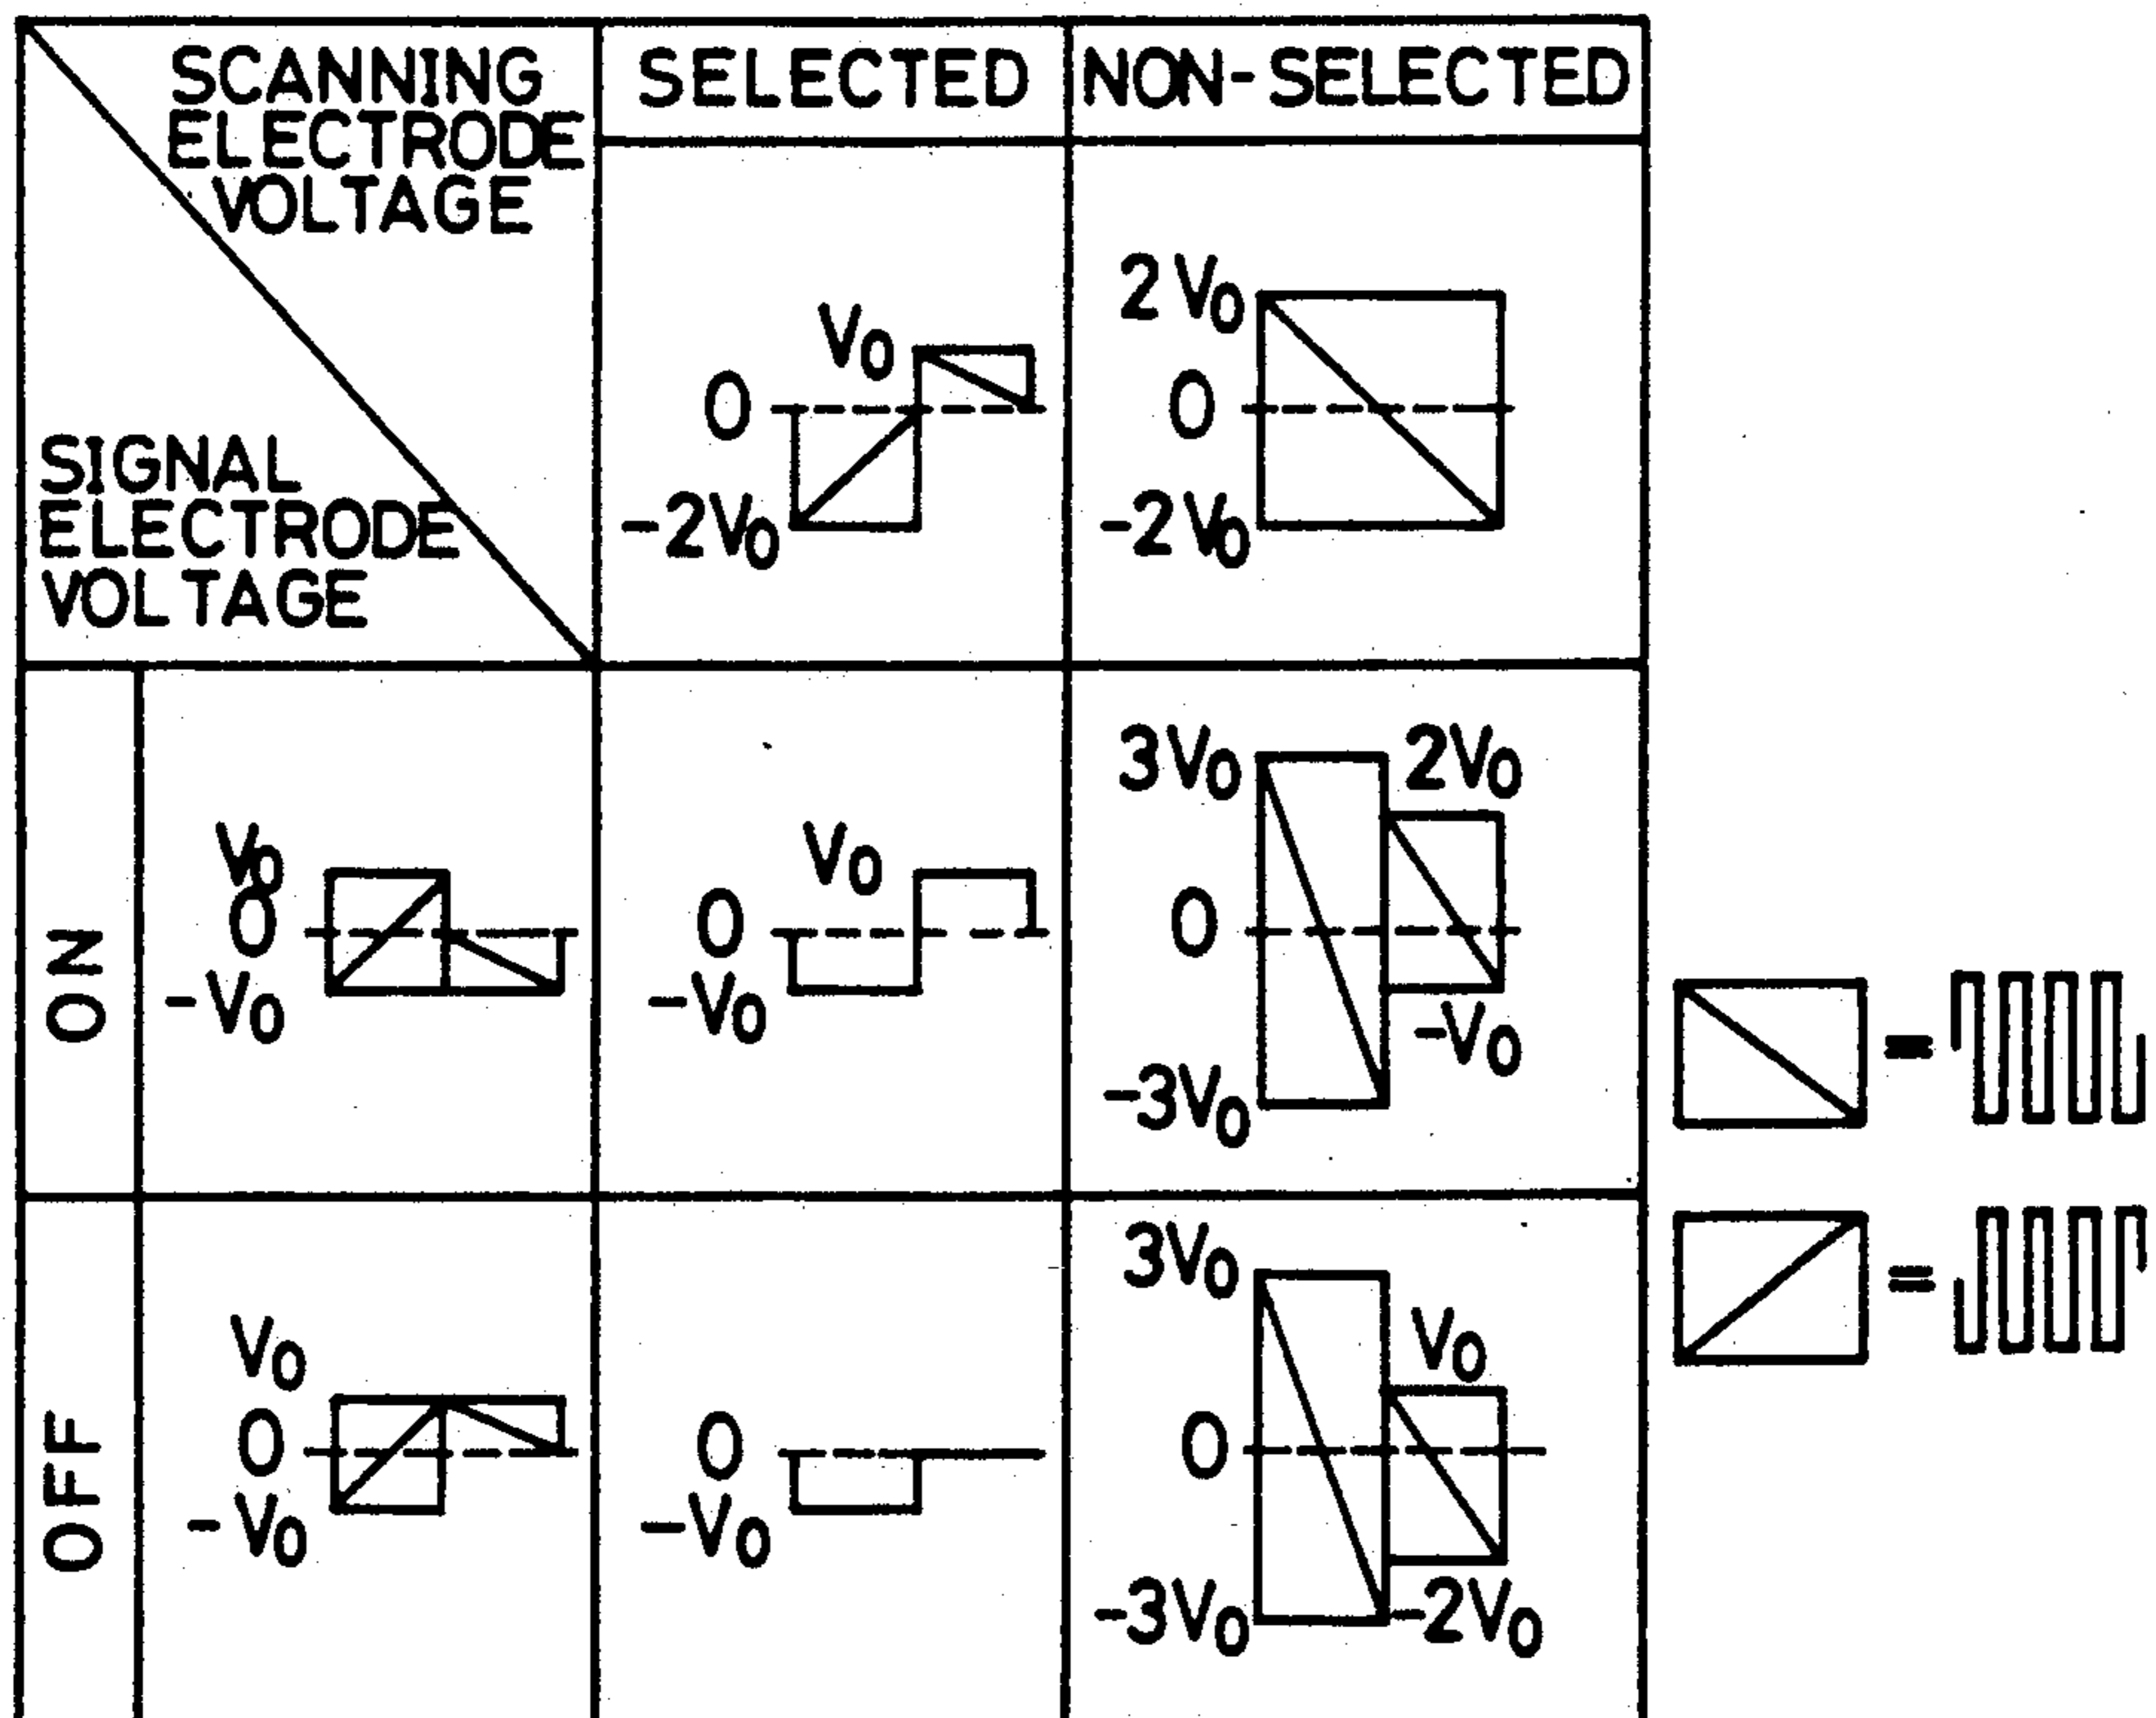 SCANNING
ELECTRODE
VOLTAGE
SIGNAL
ELECTRODE
VOLTAGE
SELECTED
NON-SELECTED
V0
0
-2V0
2V0
0
-2V0
ON
V0
0
-V0
V0
0
-V0
3V0
2V0
0
-V0
-3V0
=
OFF
V0
0
-V0
0
-V0
3V0
V0
0
-3V0
-2V0
=